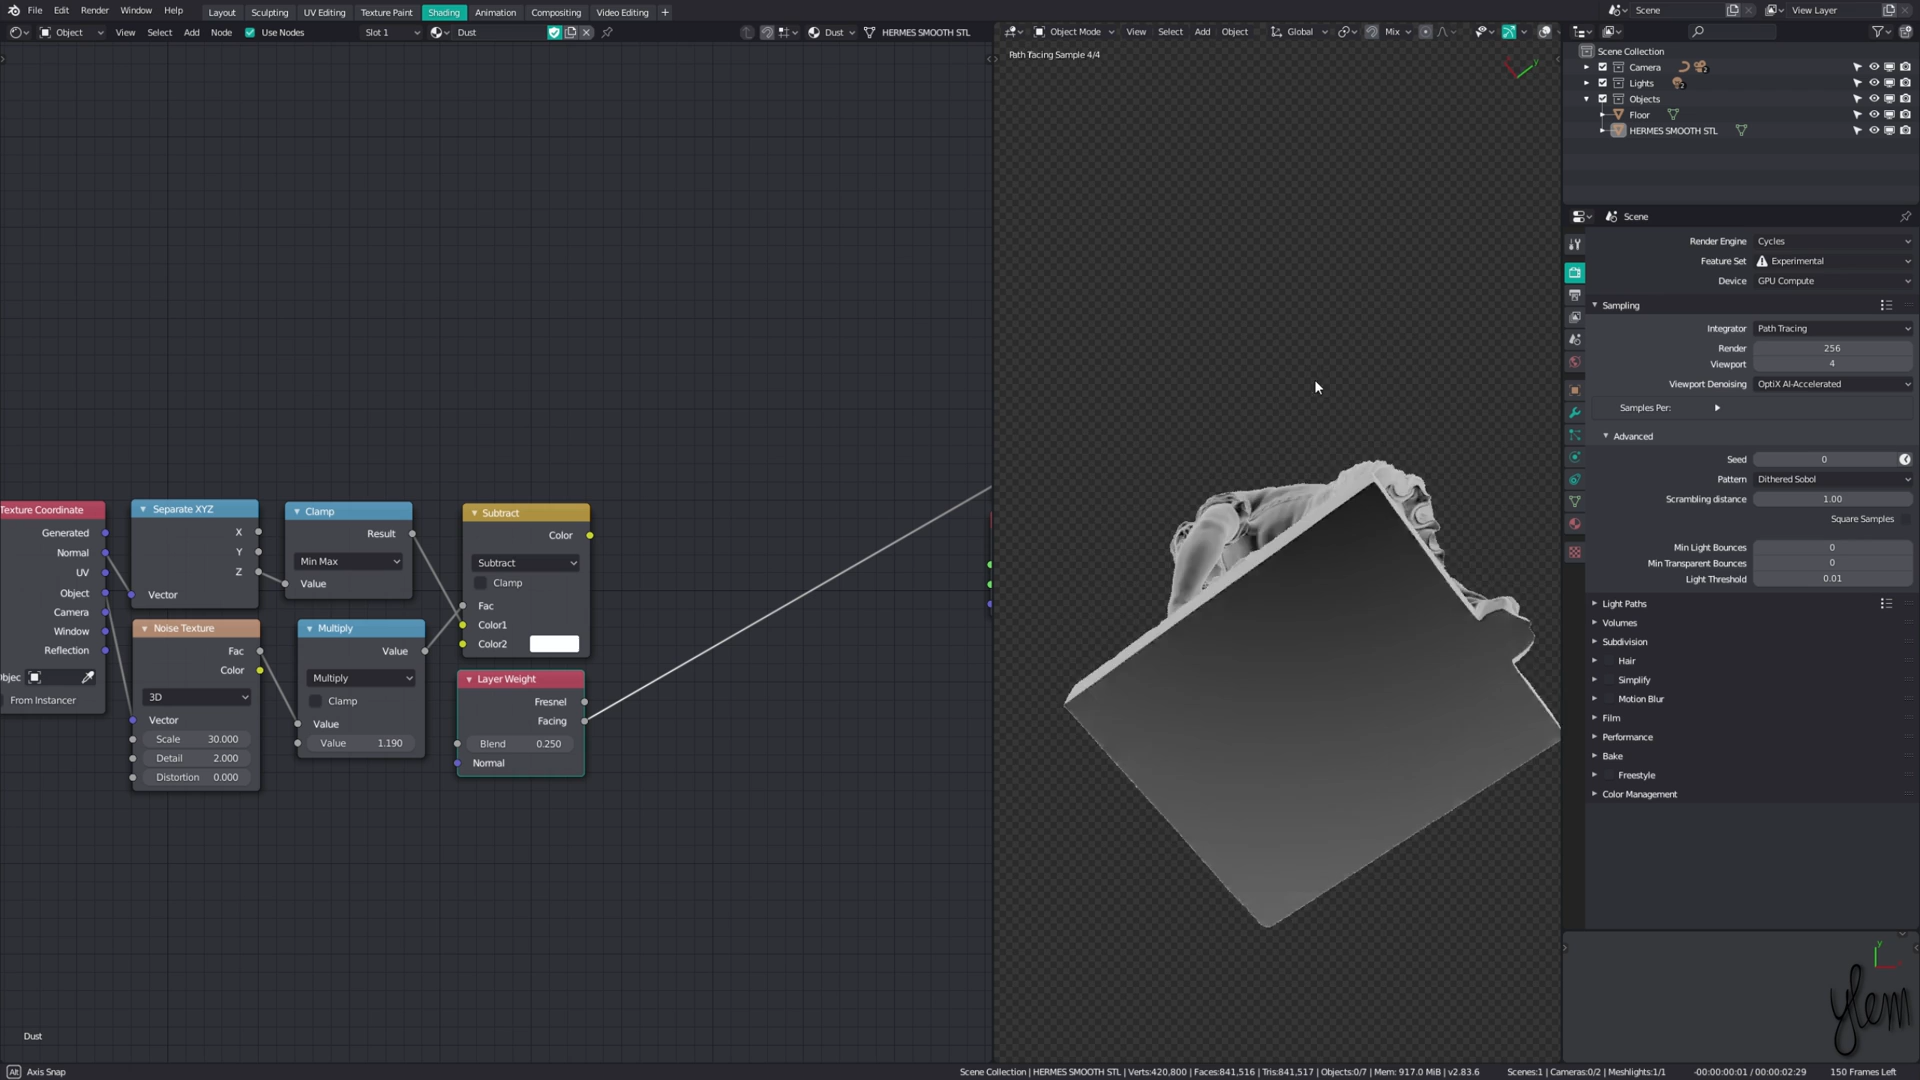 File Edit Render Window Help Layout Sculpting UV Editing Texture Paint Shading Animation Compositing Video Editing + Scene View Layer
Object View Select Add Node Use Nodes Slot 1 Dust Dust HERMES SMOOTH STL
Object Mode View Select Add Object Global Mix
Path Tracing Sample 4/4
Scene Collection
Camera 2
Lights 2
Objects
Floor
HERMES SMOOTH STL
Scene
Render Engine Cycles
Feature Set Experimental
Device GPU Compute
Sampling
Integrator Path Tracing
Render 256
Viewport 4
Viewport Denoising OptiX AI-Accelerated
Samples Per:
Advanced
Seed 0
Pattern Dithered Sobol
Scrambling distance 1.00
Square Samples
Min Light Bounces 0
Min Transparent Bounces 0
Light Threshold 0.01
Light Paths
Volumes
Subdivision
Hair
Simplify
Motion Blur
Film
Performance
Bake
Freestyle
Color Management
Texture Coordinate
Generated
Normal
UV
Object
Camera
Window
Reflection
Objec
From Instancer
Separate XYZ
X
Y
Z
Vector
Clamp
Result
Min Max
Value
Subtract
Color
Subtract
Clamp
Fac
Color1
Color2
Noise Texture
Fac
Color
3D
Vector
Scale 30.000
Detail 2.000
Distortion 0.000
Multiply
Value
Multiply
Clamp
Value
Value 1.190
Layer Weight
Fresnel
Facing
Blend 0.250
Normal
y
y
ylem
Dust
Alt Axis Snap
Scene Collection | HERMES SMOOTH STL | Verts:420,800 | Faces:841,516 | Tris:841,517 | Objects:0/7 | Mem: 917.0 MiB | v2.83.6
Scenes:1 | Cameras:0/2 | Meshlights:1/1
-00:00:00:01 / 00:00:02:29
150 Frames Left